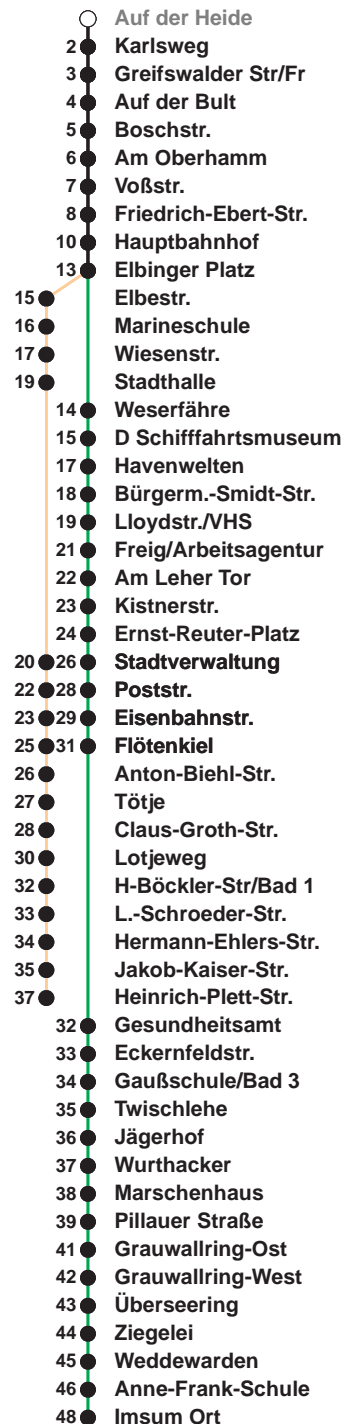 Auf der Heide
2 Karlsweg
3 Greifswalder Str/Fr
4 Auf der Bult
5 Boschstr.
6 Am Oberhamm
7 Voßstr.
8 Friedrich-Ebert-Str.
10 Hauptbahnhof
13 Elbinger Platz
15 Elbestr.
16 Marineschule
17 Wiesenstr.
19 Stadthalle
14 Weserfähre
15 D Schifffahrtsmuseum
17 Havenwelten
18 Bürgerm.-Smidt-Str.
19 Lloydstr./VHS
21 Freig/Arbeitsagentur
22 Am Leher Tor
23 Kistnerstr.
24 Ernst-Reuter-Platz
20 26 Stadtverwaltung
22 28 Poststr.
23 29 Eisenbahnstr.
25 31 Flötenkiel
26 Anton-Biehl-Str.
27 Tötje
28 Claus-Groth-Str.
30 Lotjeweg
32 H-Böckler-Str/Bad 1
33 L.-Schroeder-Str.
34 Hermann-Ehlers-Str.
35 Jakob-Kaiser-Str.
37 Heinrich-Plett-Str.
32 Gesundheitsamt
33 Eckernfeldstr.
34 Gaußschule/Bad 3
35 Twischlehe
36 Jägerhof
37 Wurthacker
38 Marschenhaus
39 Pillauer Straße
41 Grauwallring-Ost
42 Grauwallring-West
43 Überseering
44 Ziegelei
45 Weddewarden
46 Anne-Frank-Schule
48 Imsum Ort